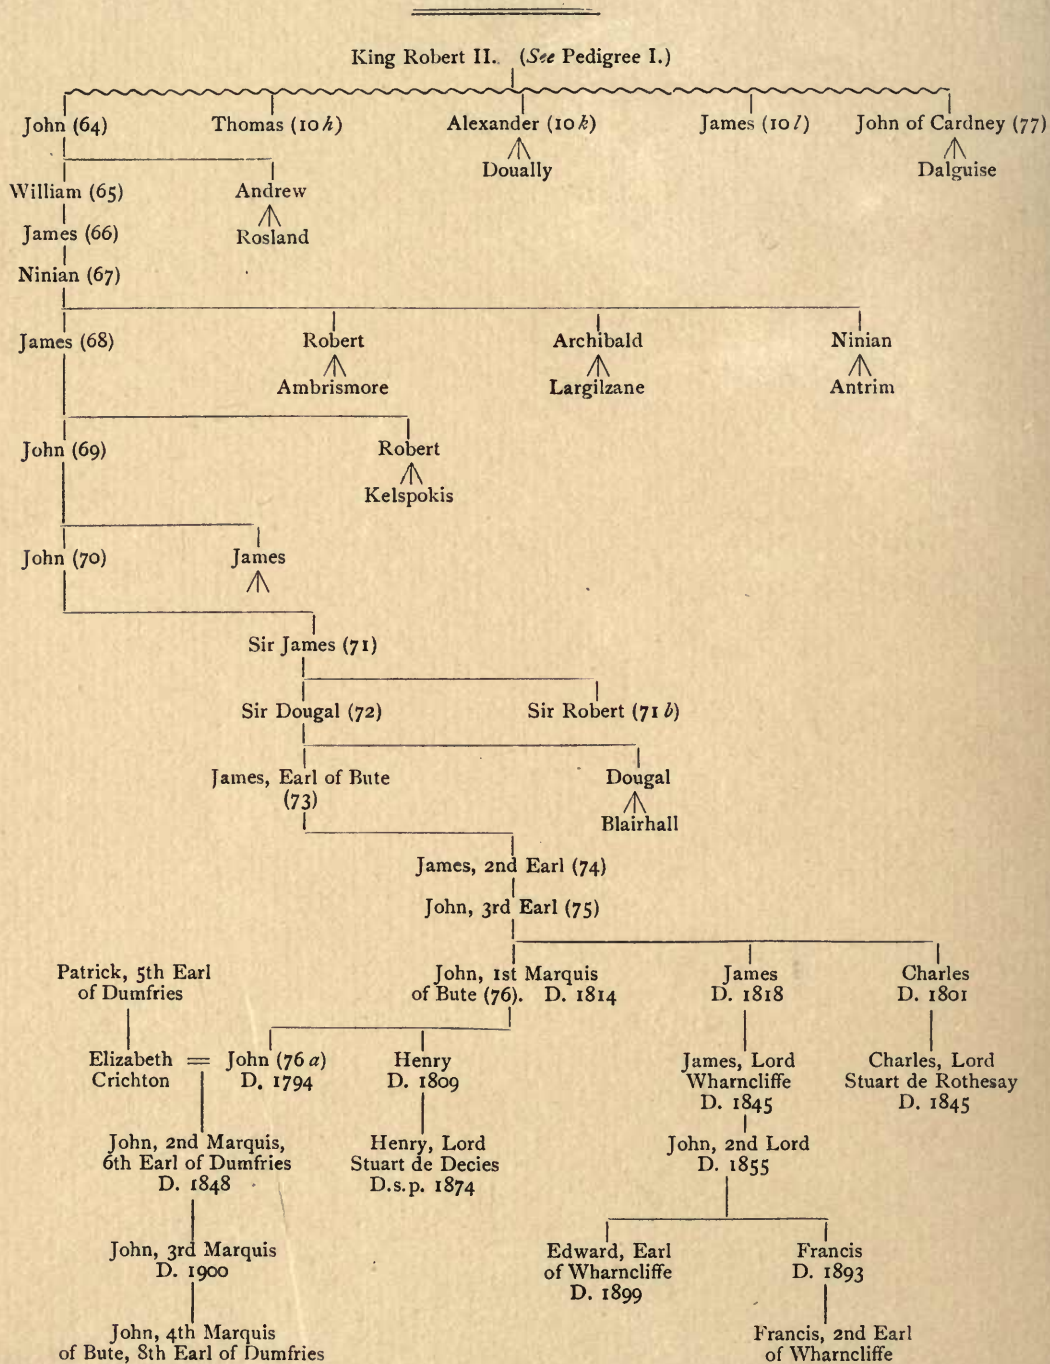 King Robert II. (See Pedigree I.)
John (64) Thomas (10 h) Alexander (10 k) James (10 l) John of Cardney (77)
Doually Dalguise
William (65) Andrew
James (66) Rosland
Ninian (67)
James (68) Robert Archibald Ninian
Ambrismore Largilzane Antrim
John (69) Robert
Kelspokis
John (70) James
Sir James (71)
Sir Dougal (72) Sir Robert (71 b)
James, Earl of Bute Dougal
(73)
Blairhall
James, 2nd Earl (74)
John, 3rd Earl (75)
Patrick, 5th Earl John, 1st Marquis James Charles
of Dumfries of Bute (76). D. 1814 D. 1818 D. 1801
Elizabeth = John (76 a) Henry James, Lord Charles, Lord
Crichton D. 1794 D. 1809 Wharncliffe Stuart de Rothesay
D. 1845 D. 1845
John, 2nd Marquis, Henry, Lord John, 2nd Lord
6th Earl of Dumfries Stuart de Decies D. 1855
D. 1848 D.s.p. 1874
John, 3rd Marquis Edward, Earl Francis
D. 1900 of Wharncliffe D. 1893
D. 1899
John, 4th Marquis Francis, 2nd Earl
of Bute, 8th Earl of Dumfries of Wharncliffe